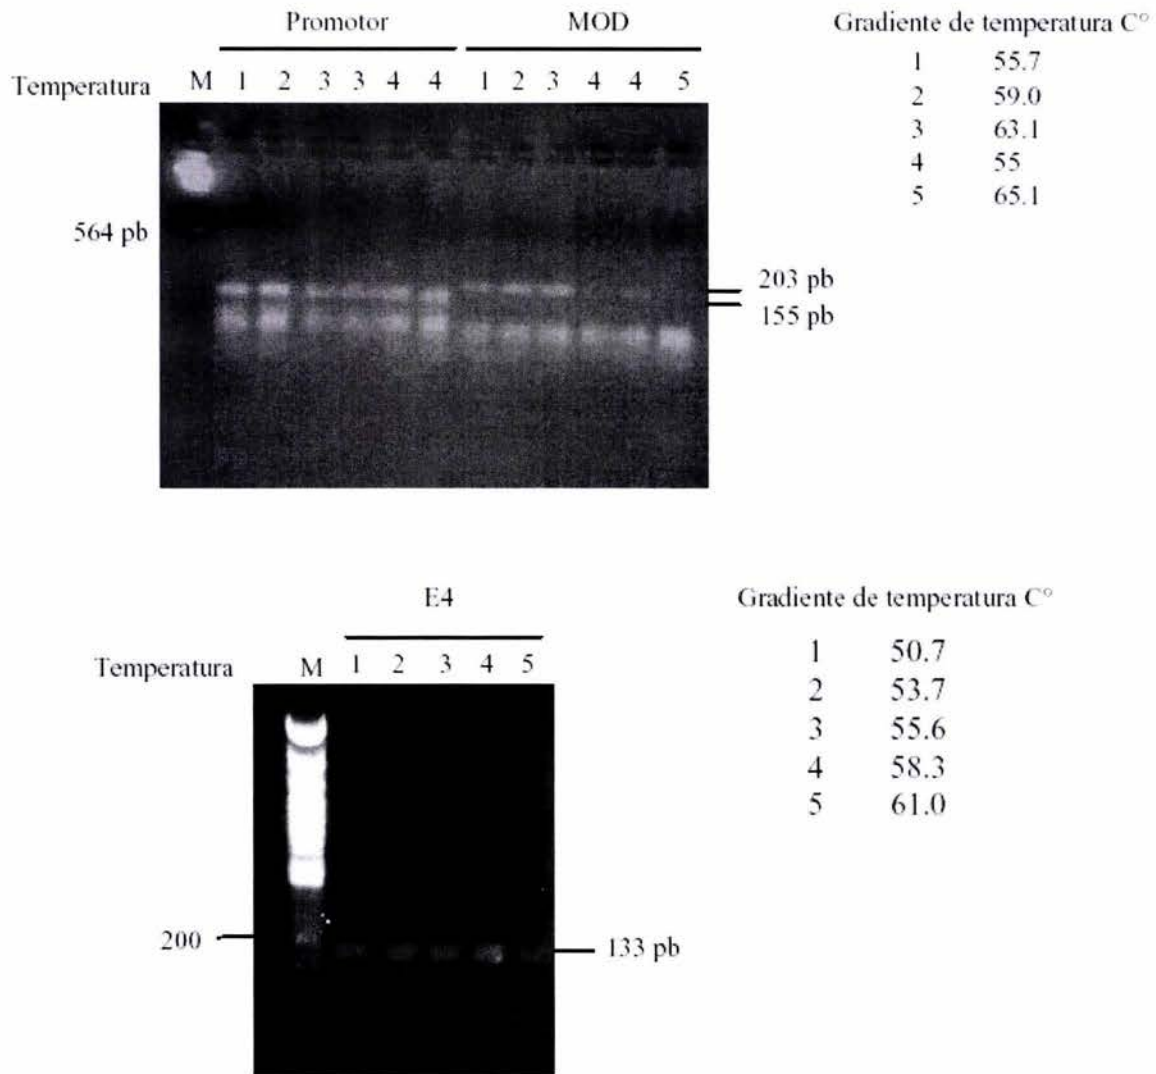 Promotor MOD Gradiente de temperatura C°
Temperatura M 1 2 3 3 4 4 1 2 3 4 4 5
1 55.7
2 59.0
3 63.1
4 55
5 65.1
564 pb
203 pb
155 pb
E4 Gradiente de temperatura C°
Temperatura M 1 2 3 4 5
1 50.7
2 53.7
3 55.6
4 58.3
5 61.0
200
133 pb